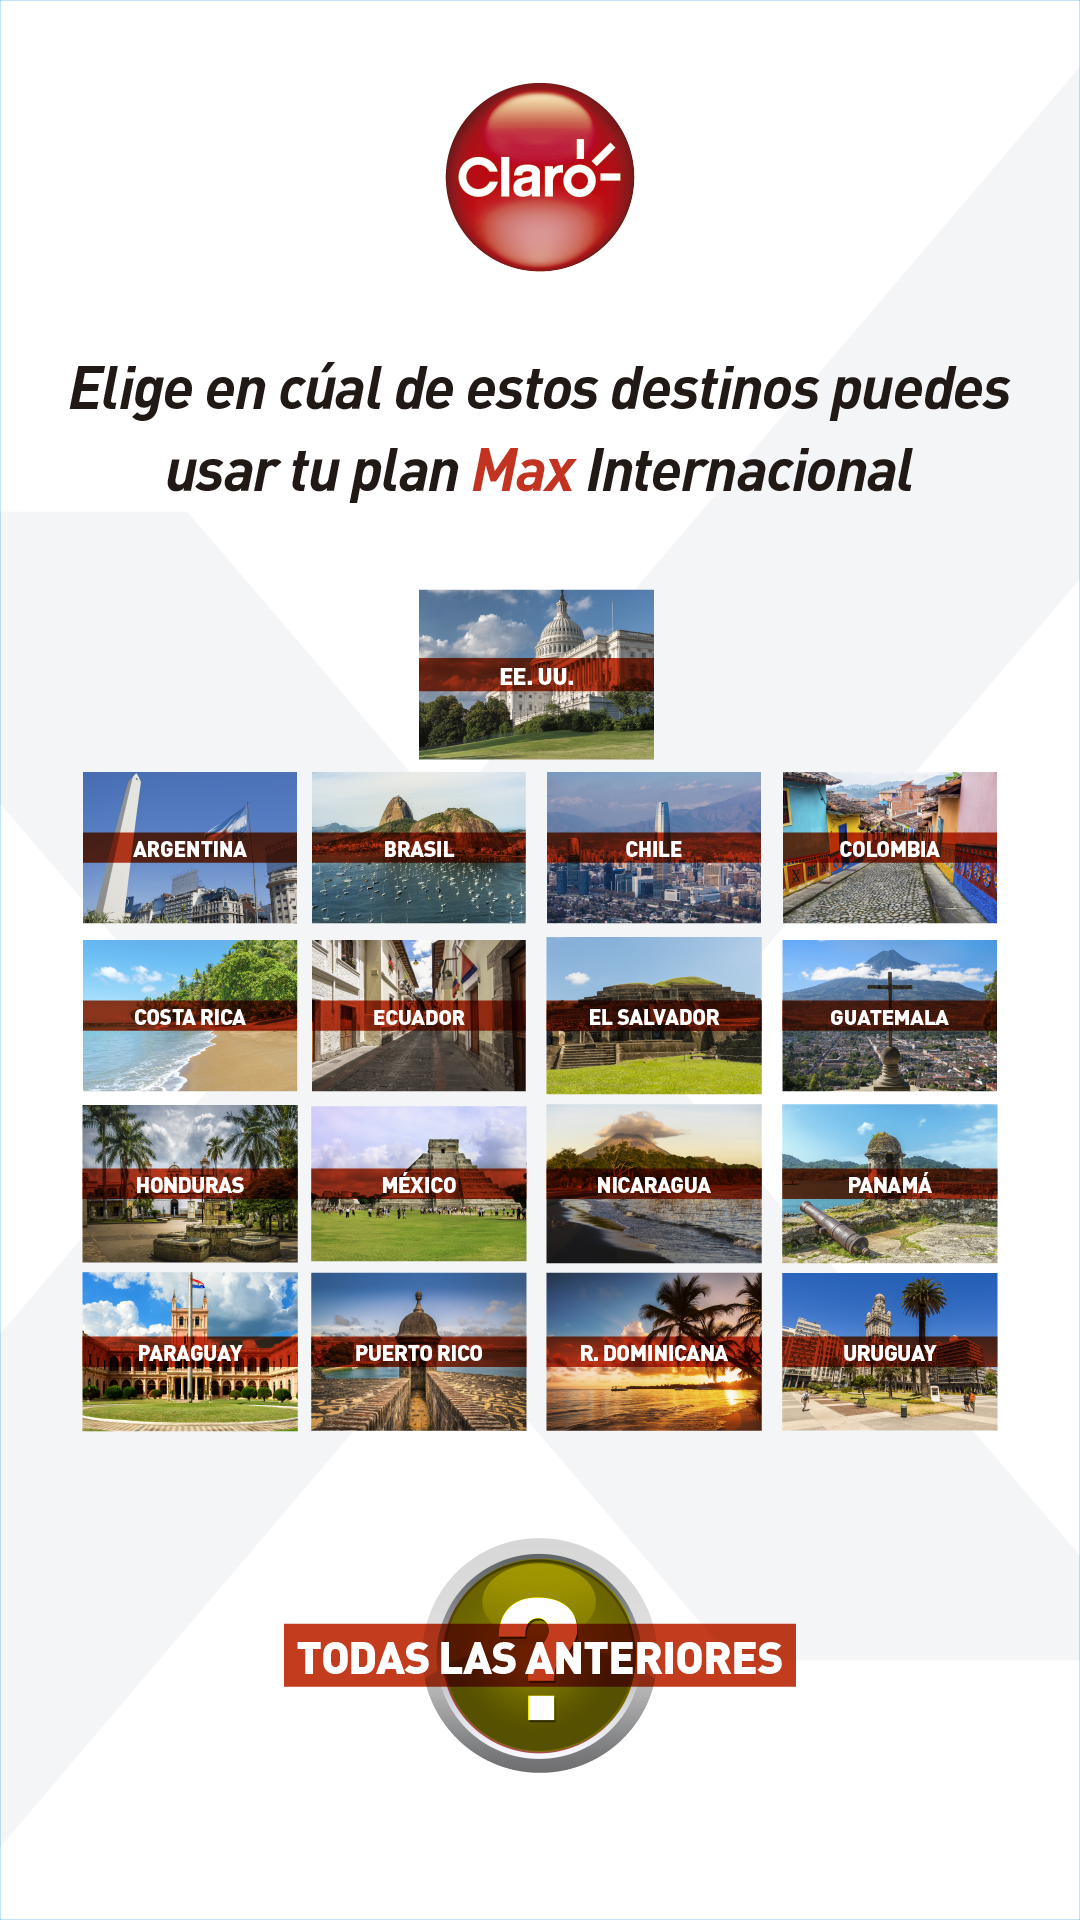 Claro
Elige en cúal de estos destinos puedes
usar tu plan Max Internacional
EE. UU.
ARGENTINA
BRASIL
CHILE
COLOMBIA
COSTA RICA
ECUADOR
EL SALVADOR
GUATEMALA
HONDURAS
MÉXICO
NICARAGUA
PANAMÁ
PARAGUAY
PUERTO RICO
R. DOMINICANA
URUGUAY
?
TODAS LAS ANTERIORES